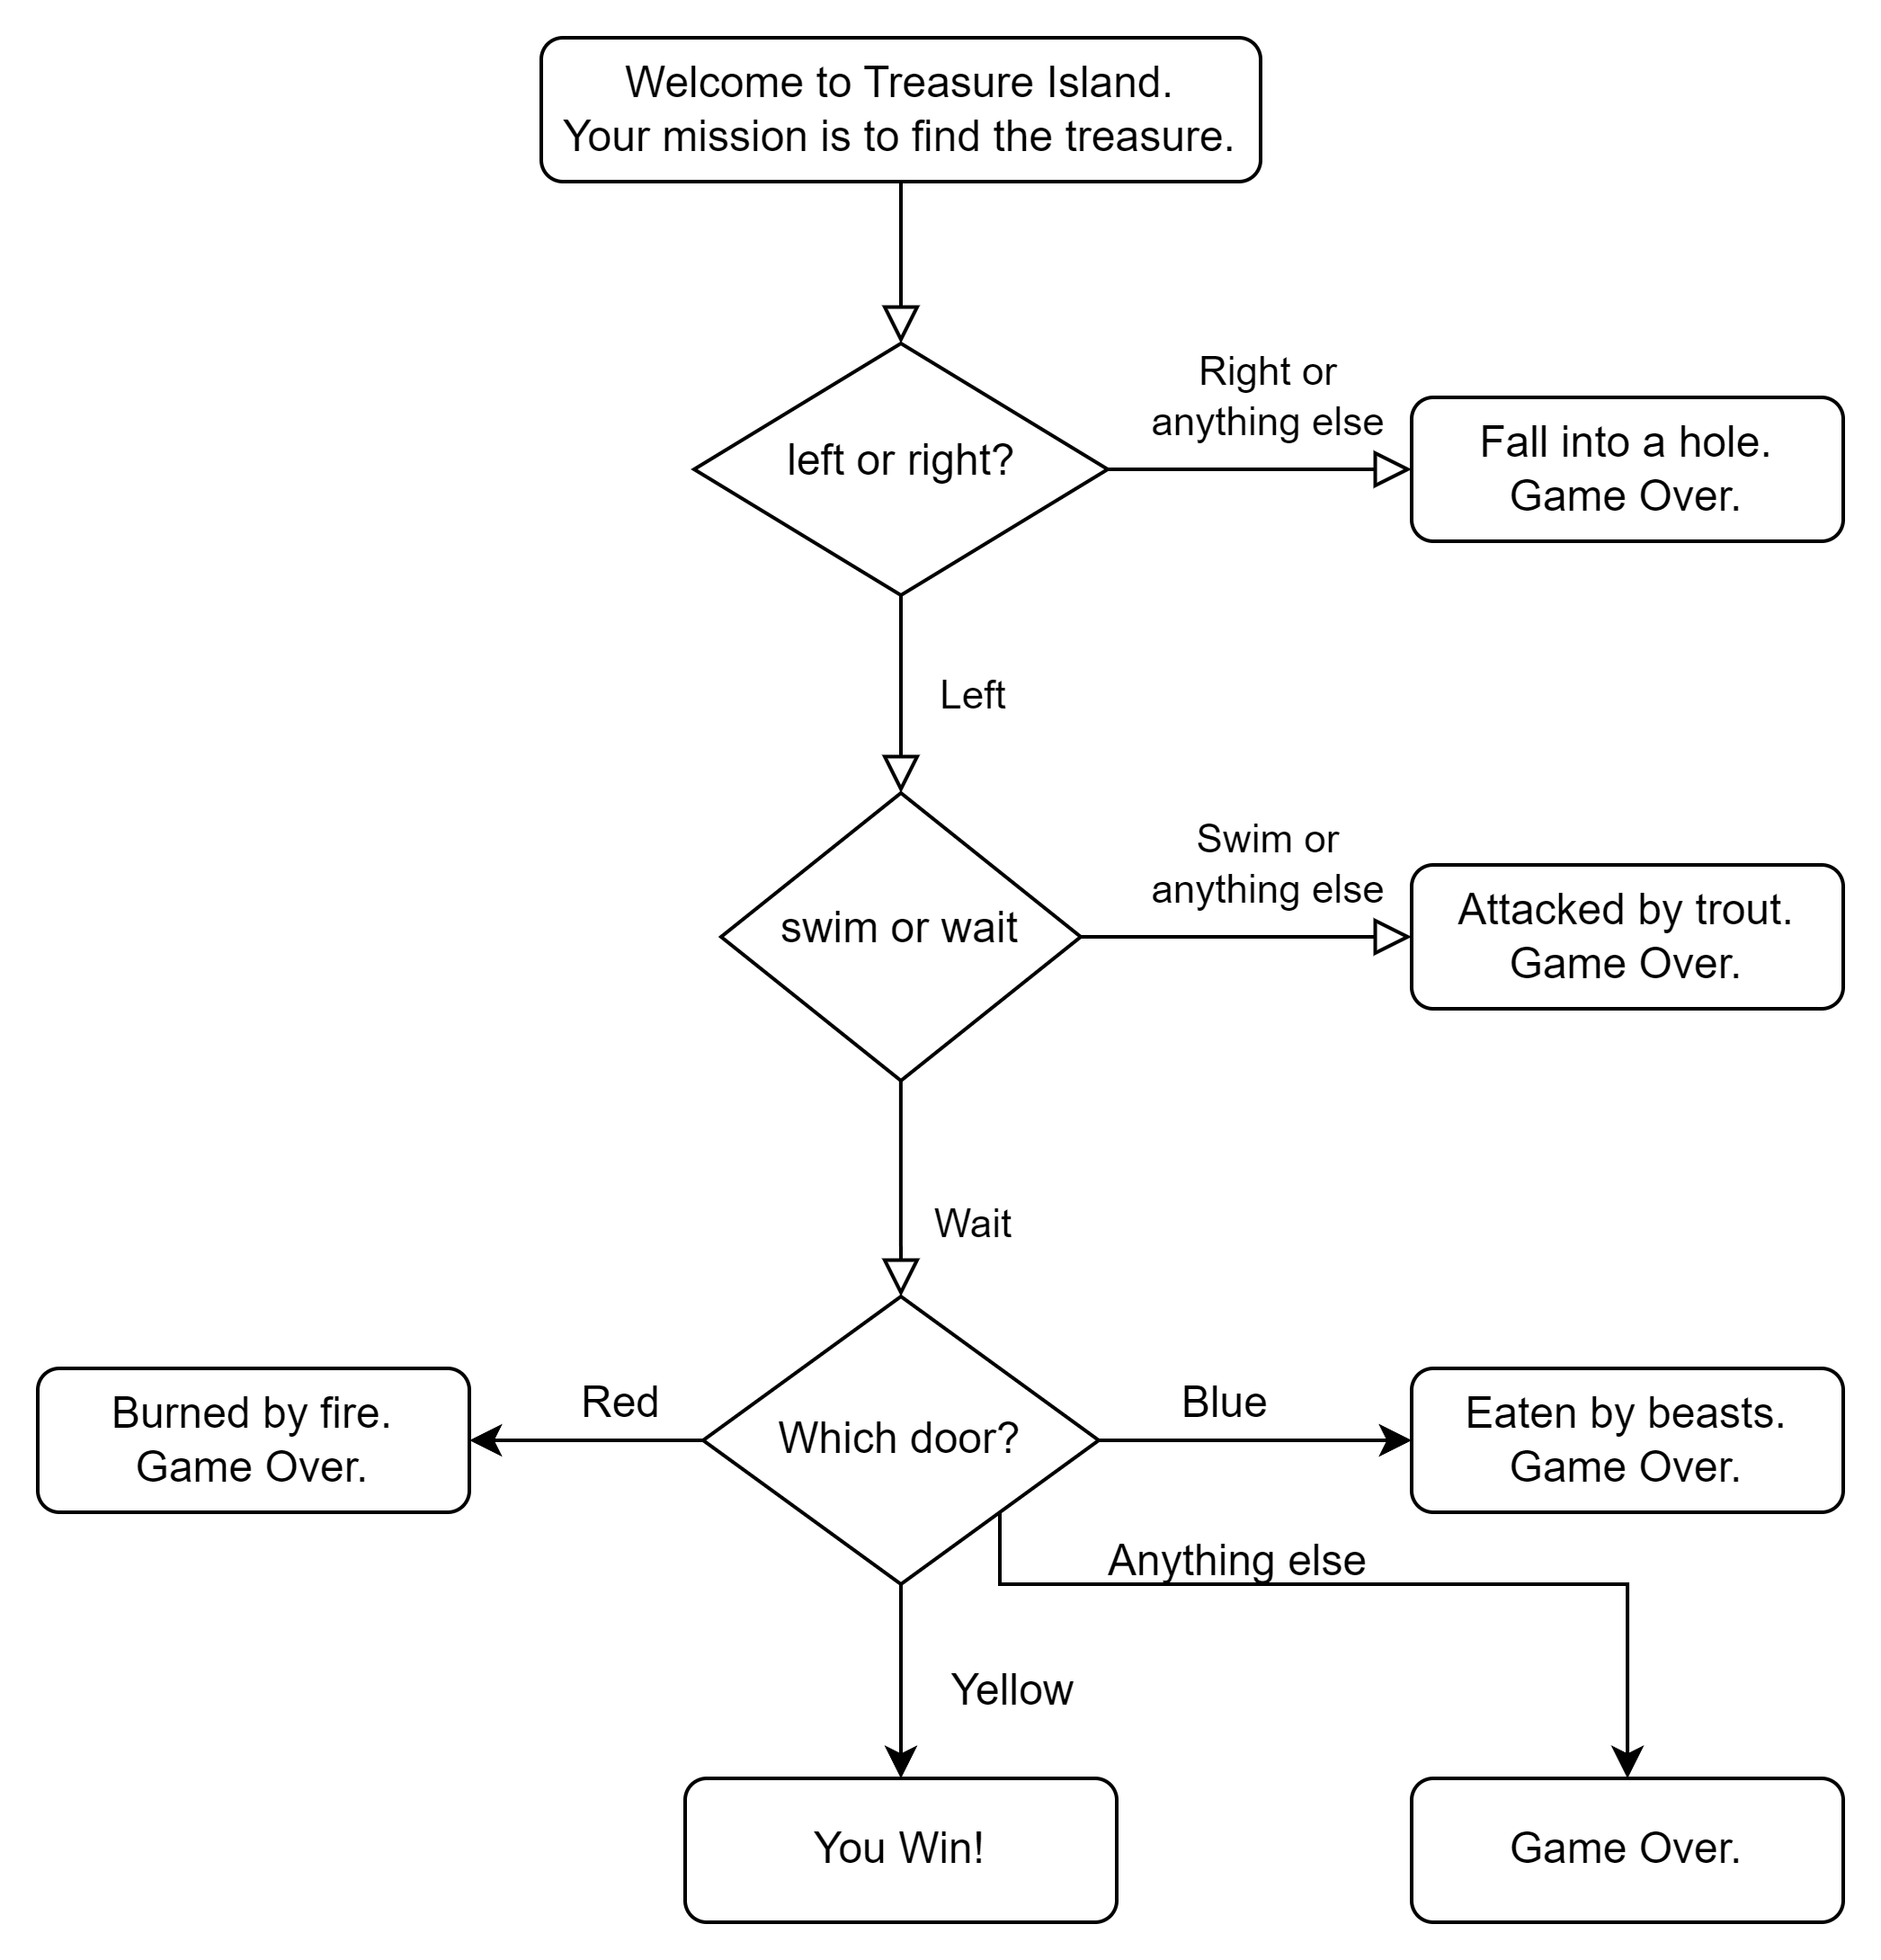 Welcome to Treasure Island.
Your mission is to find the treasure.
left or right?
Right or
anything else
Fall into a hole.
Game Over.
Left
swim or wait
Swim or
anything else
Attacked by trout.
Game Over.
Wait
Which door?
Red
Burned by fire.
Game Over.
Blue
Eaten by beasts.
Game Over.
Anything else
Yellow
You Win!
Game Over.